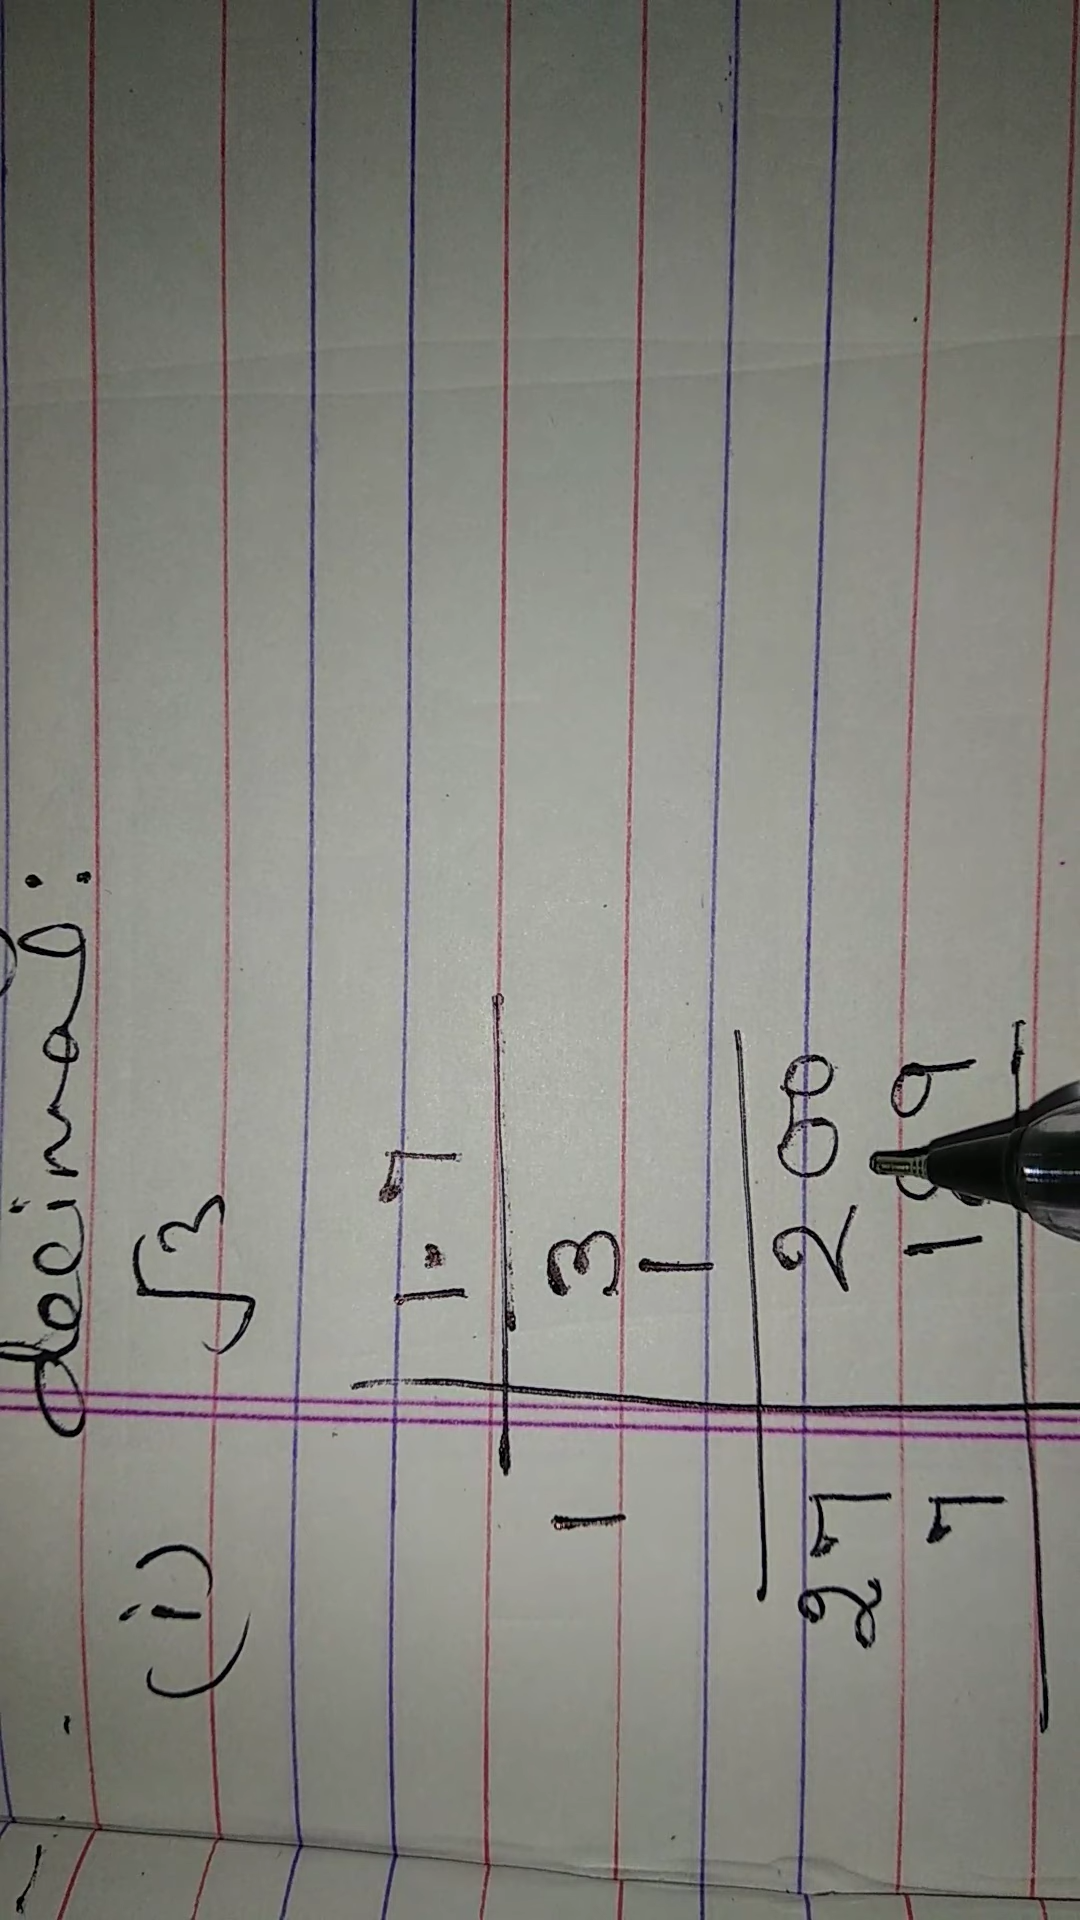 decimal:
(i) √3
1.7
1 3
1
27 200
7 189